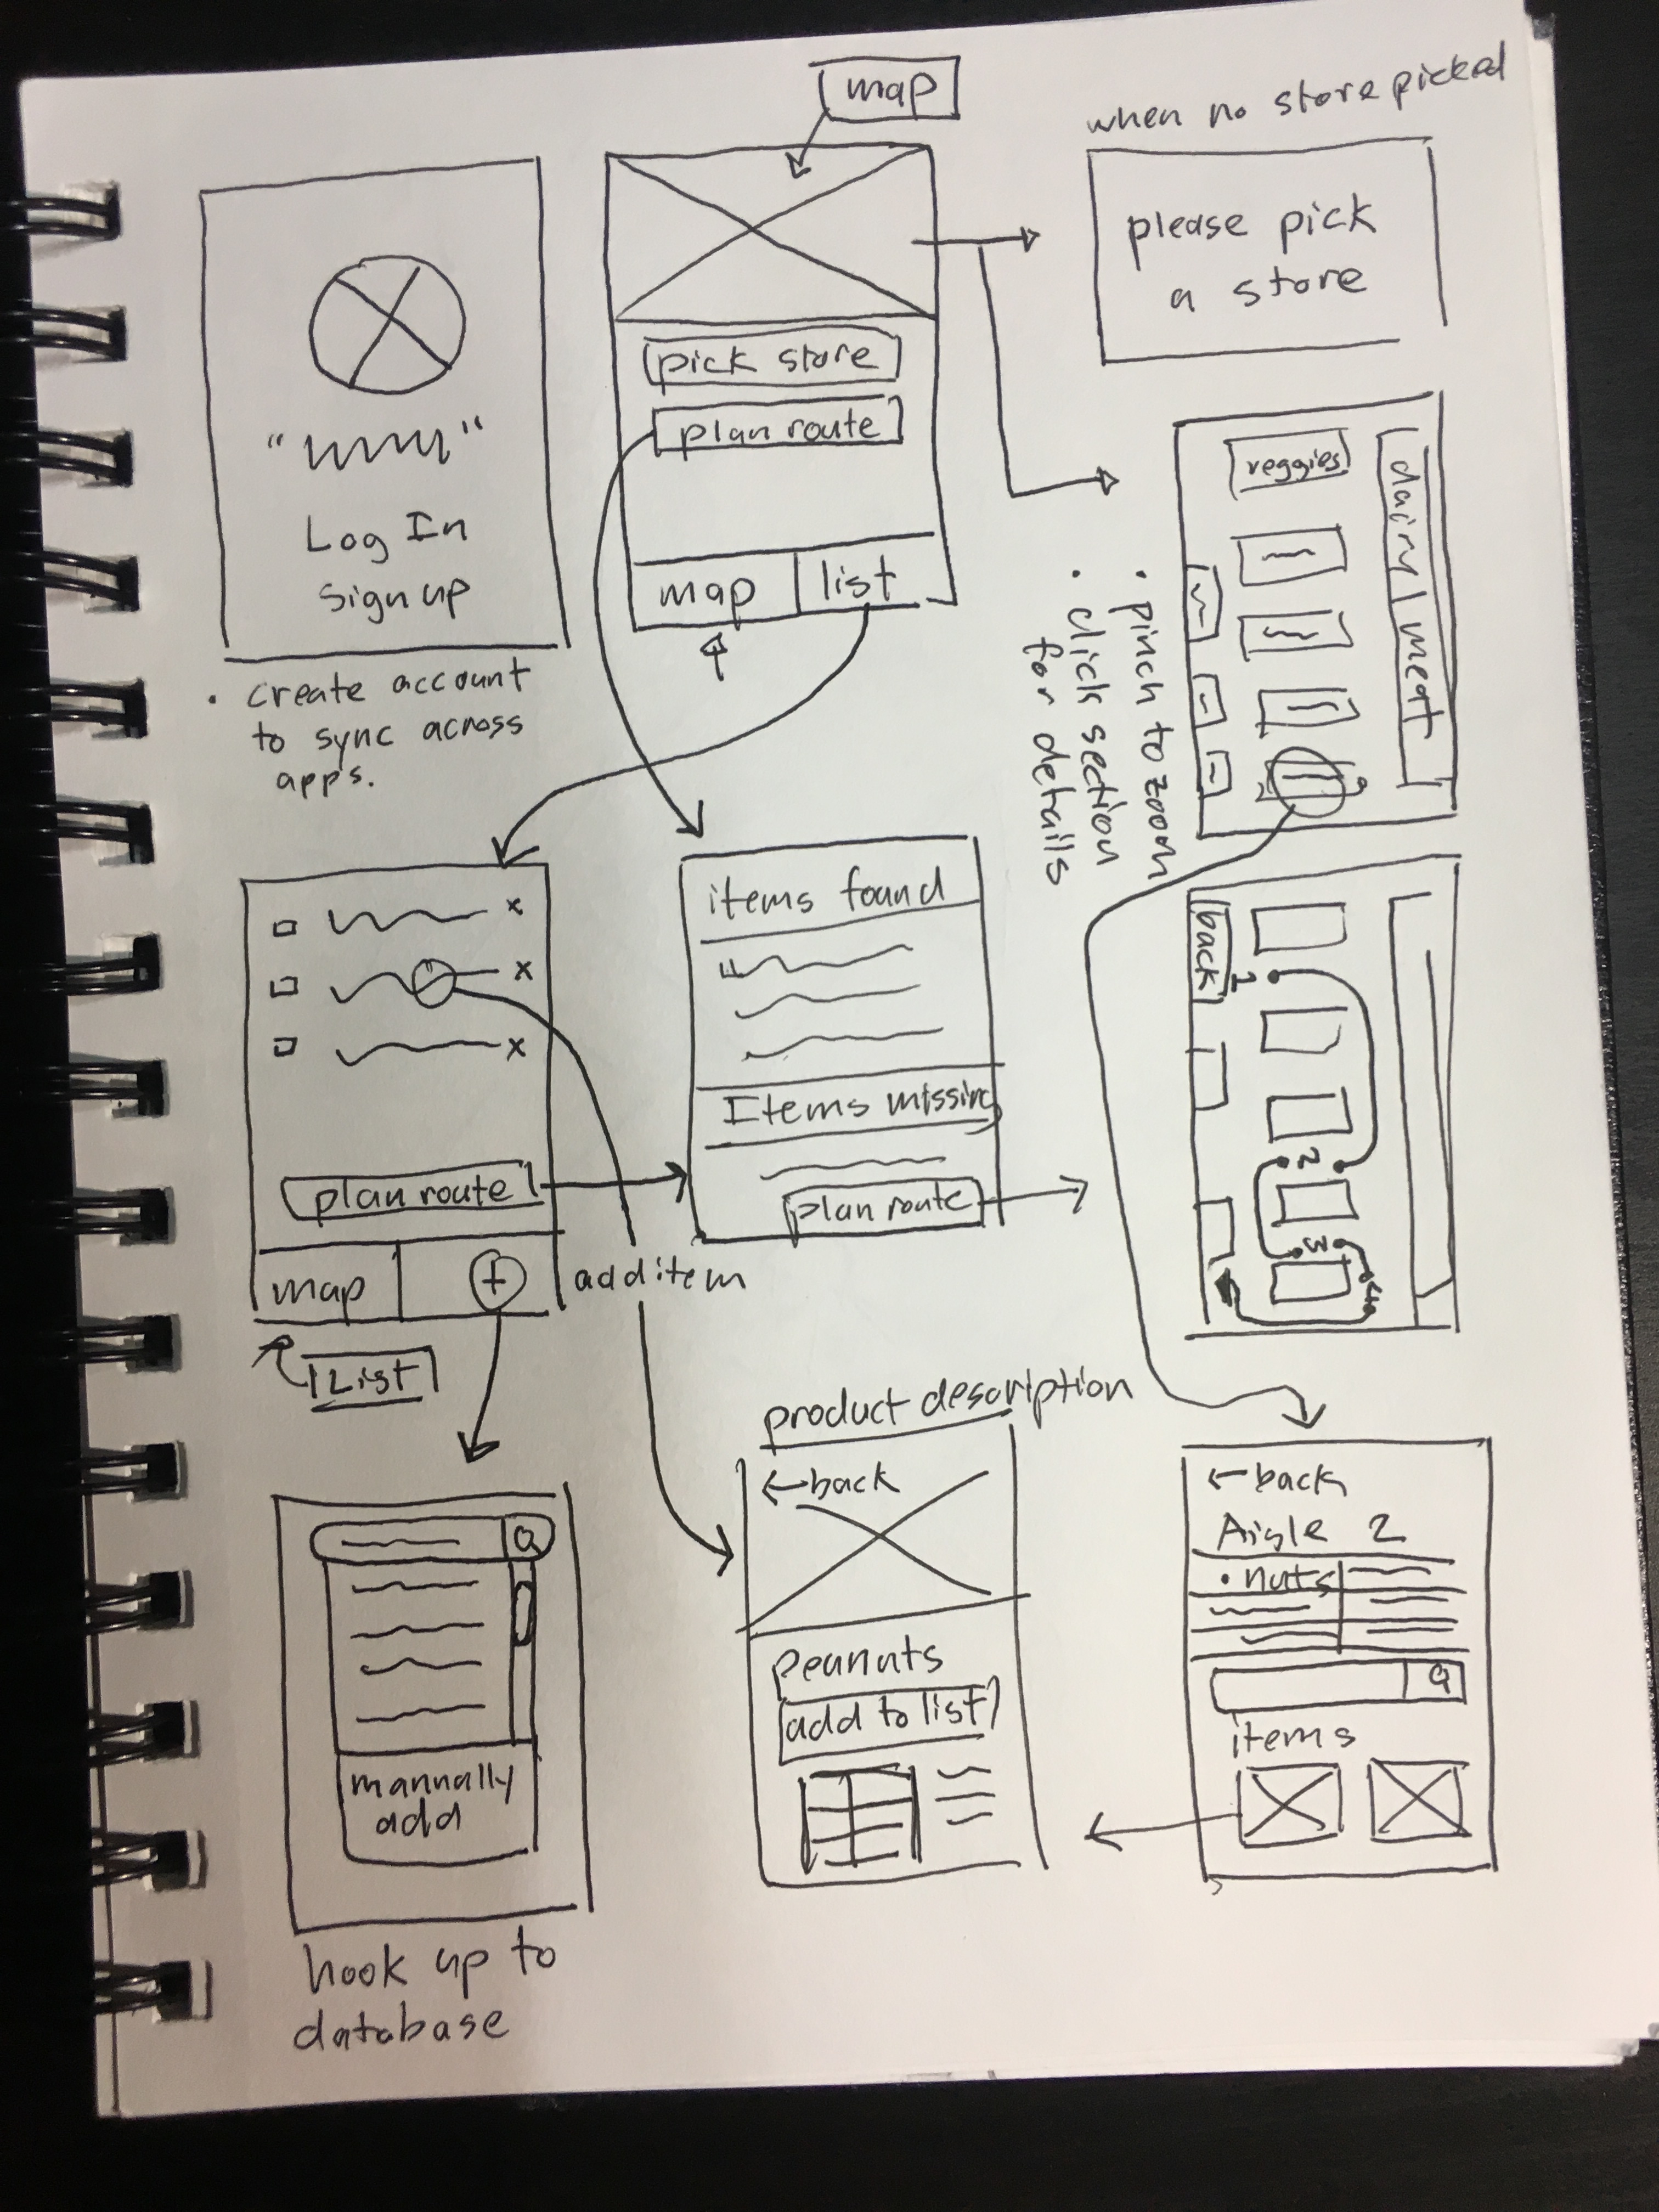 map
when no store picked
please pick
a store
pick store
plan route
map
list
Log In
Sign up
• create account
to sync across
apps.
veggies
dairy
meat
• pinch to zoom
• click section
for details
x
x
x
plan route
map
+
List
add item
items found
Items missing
plan route
back
1
2
3
product description
←back
peanuts
add to list
←back
Aisle 2
• nuts
items
mannally
add
hook up to
database